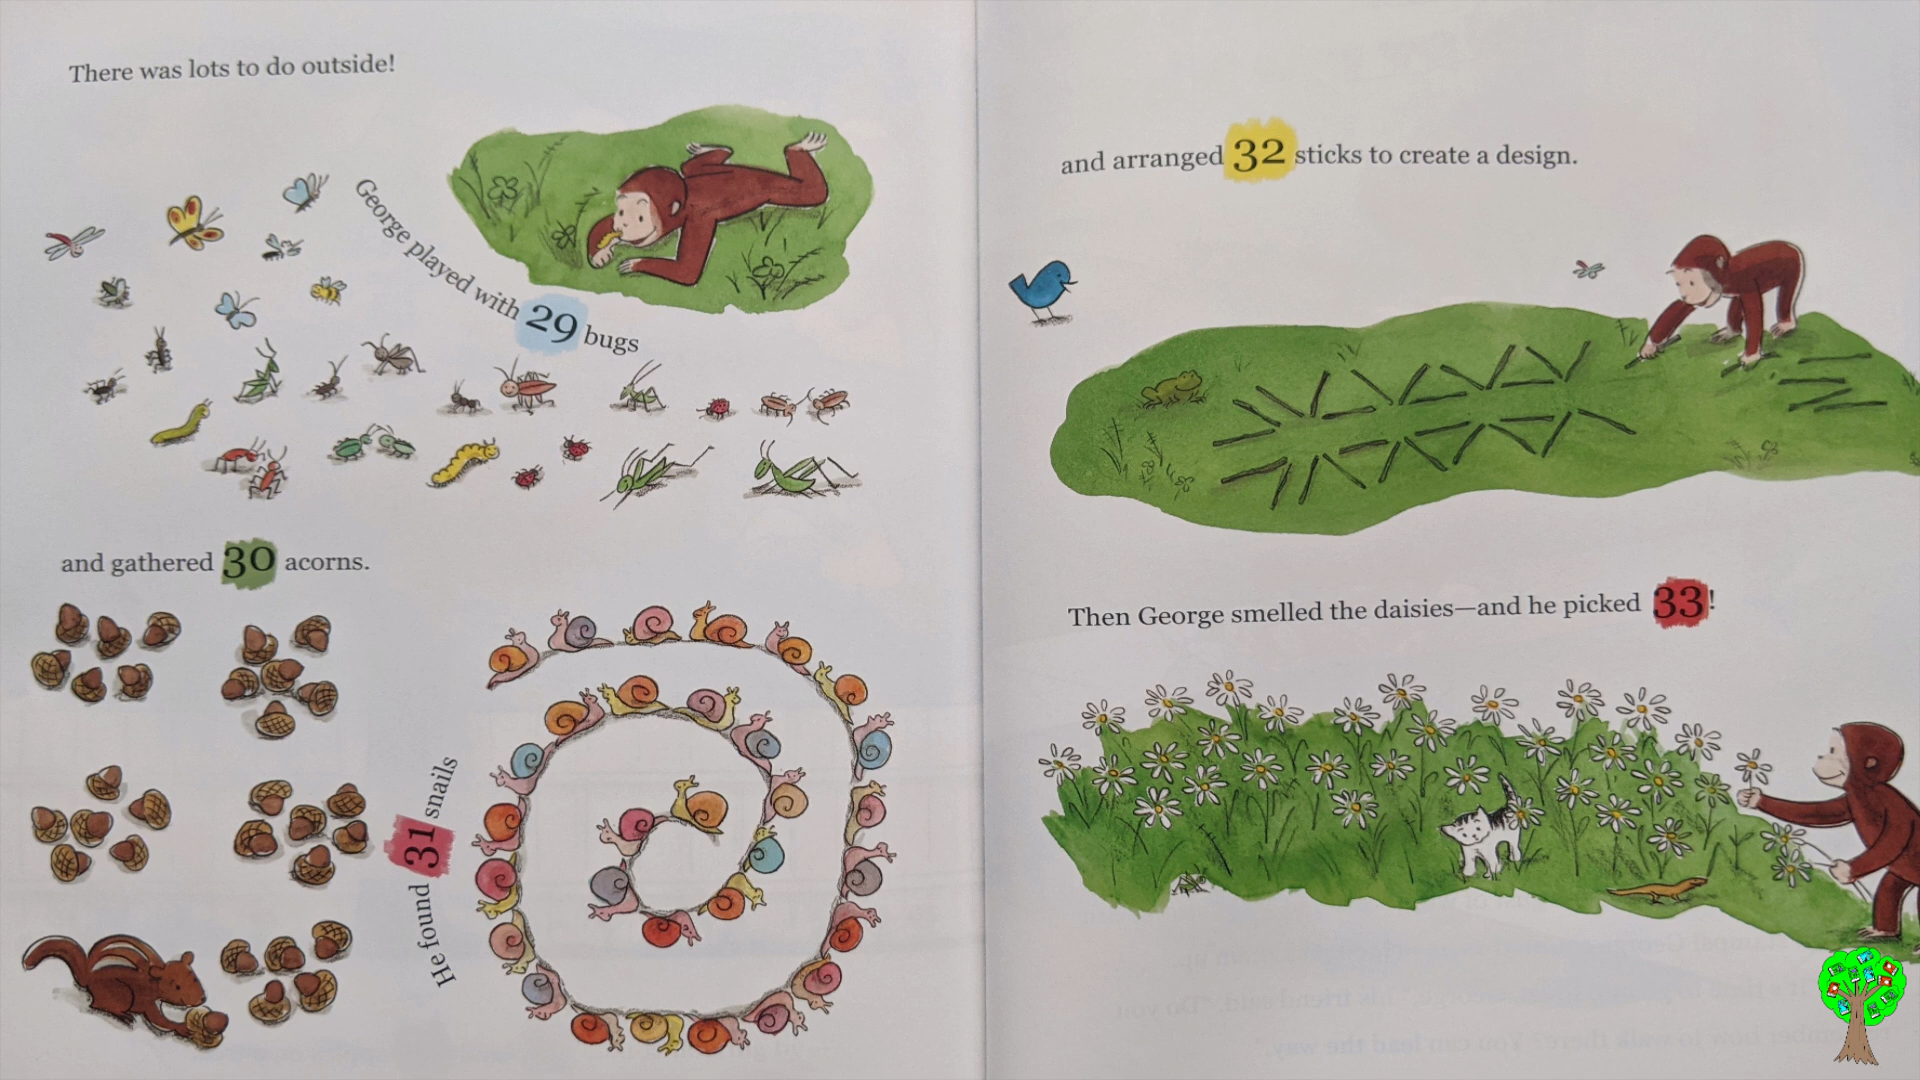 There was lots to do outside!
George played with 29 bugs
and gathered 30 acorns.
He found 31 snails
and arranged 32 sticks to create a design.
Then George smelled the daisies—and he picked 33!